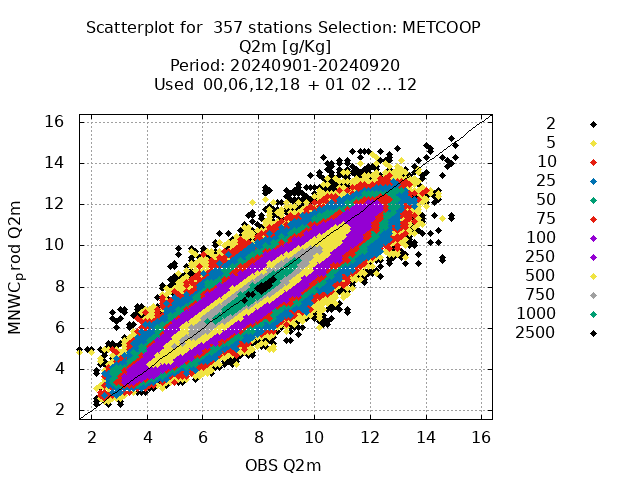 Scatterplot for  357 stations Selection: METCOOP
Q2m [g/Kg]
Period: 20240901-20240920
Used  00,06,12,18 + 01 02 ... 12
16
14
12
10
8
6
4
2
MNWCprod Q2m
2 4 6 8 10 12 14 16
OBS Q2m
2
5
10
25
50
75
100
250
500
750
1000
2500